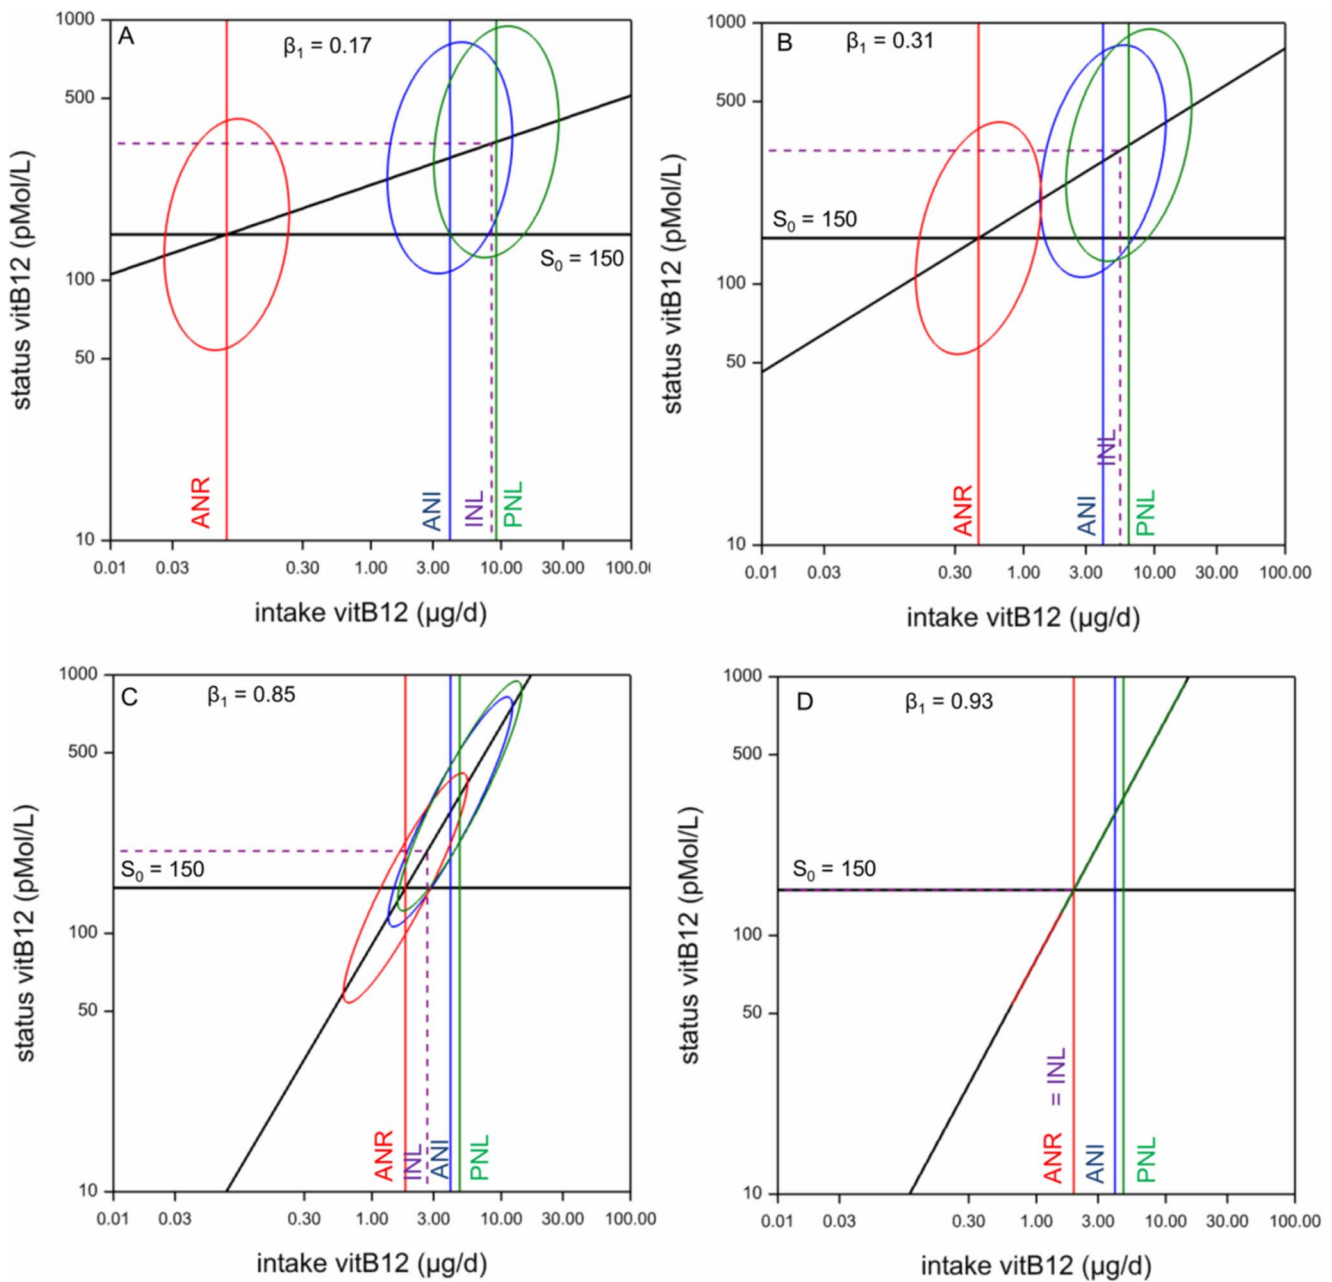 A
β₁ = 0.17
1000
500
100
50
10
S₀ = 150
ANR
ANI
INL
PNL
0.01 0.03 0.30 1.00 3.00 10.00 30.00 100.00
intake vitB12 (µg/d)
status vitB12 (pMol/L)
B
β₁ = 0.31
1000
500
100
50
10
S₀ = 150
ANR
ANI
INL
PNL
0.01 0.03 0.30 1.00 3.00 10.00 30.00 100.00
intake vitB12 (µg/d)
status vitB12 (pMol/L)
C
β₁ = 0.85
1000
500
100
50
10
S₀ = 150
ANR
INL
ANI
PNL
0.01 0.03 0.30 1.00 3.00 10.00 30.00 100.00
intake vitB12 (µg/d)
status vitB12 (pMol/L)
D
β₁ = 0.93
1000
500
100
50
10
S₀ = 150
ANR = INL
ANI
PNL
0.01 0.03 0.30 1.00 3.00 10.00 30.00 100.00
intake vitB12 (µg/d)
status vitB12 (pMol/L)